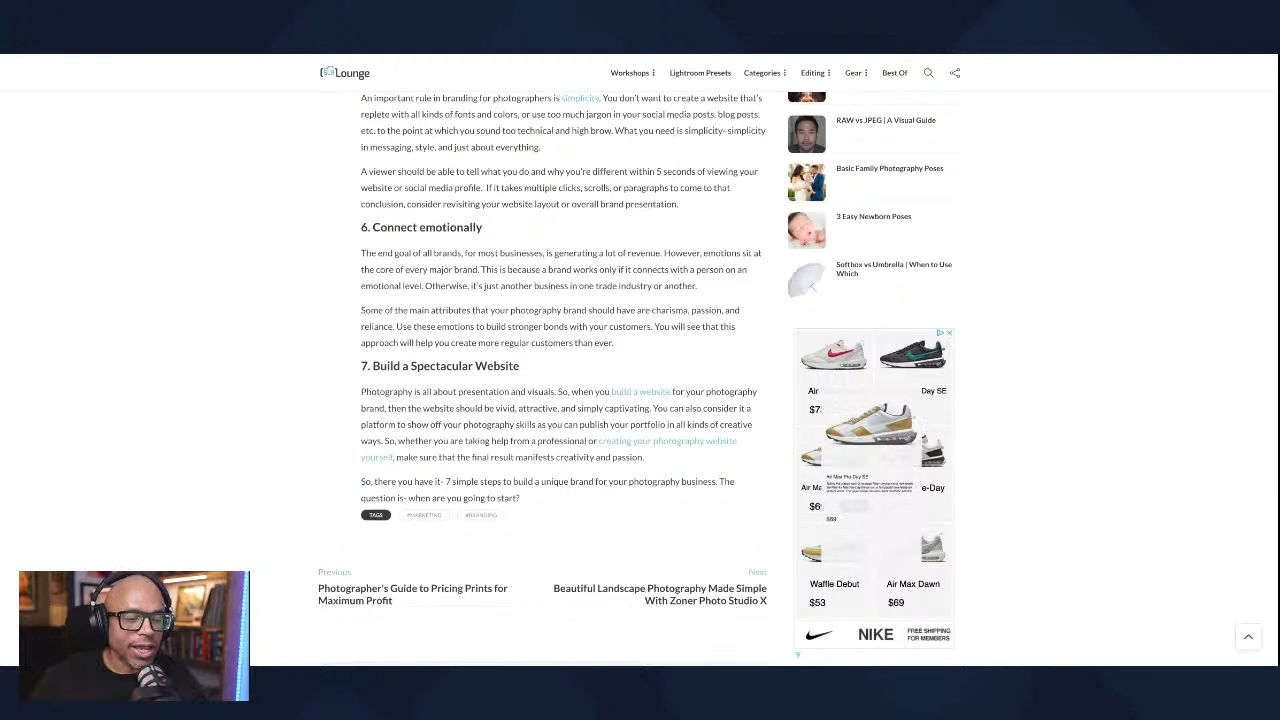 SLR Lounge
Workshops
Lightroom Presets
Categories
Editing
Gear
Best Of
An important rule in branding for photographers is simplicity. You don't want to create a website that's
replete with all kinds of fonts and colors, or use too much jargon in your social media posts, blog posts,
etc. to the point at which you sound too technical and high brow. What you need is simplicity- simplicity
in messaging, style, and just about everything.
A viewer should be able to tell what you do and why you're different within 5 seconds of viewing your
website or social media profile. If it takes multiple clicks, scrolls, or paragraphs to come to that
conclusion, consider revisiting your website layout or overall brand presentation.
6. Connect emotionally
The end goal of all brands, for most businesses, is generating a lot of revenue. However, emotions sit at
the core of every major brand. This is because a brand works only if it connects with a person on an
emotional level. Otherwise, it's just another business in one trade industry or another.
Some of the main attributes that your photography brand should have are charisma, passion, and
reliance. Use these emotions to build stronger bonds with your customers. You will see that this
approach will help you create more regular customers than ever.
7. Build a Spectacular Website
Photography is all about presentation and visuals. So, when you build a website for your photography
brand, then the website should be vivid, attractive, and simply captivating. You can also consider it a
platform to show off your photography skills as you can publish your portfolio in all kinds of creative
ways. So, whether you are taking help from a professional or creating your photography website
yourself, make sure that the final result manifests creativity and passion.
So, there you have it- 7 simple steps to build a unique brand for your photography business. The
question is- when are you going to start?
TAGS
#MARKETING
#BRANDING
Previous
Photographer's Guide to Pricing Prints for
Maximum Profit
Next
Beautiful Landscape Photography Made Simple
With Zoner Photo Studio X
RAW vs JPEG | A Visual Guide
Basic Family Photography Poses
3 Easy Newborn Poses
Softbox vs Umbrella | When to Use
Which
Air
Day SE
$7
Air Max Pre-Day SE
Air Ma
re-Day
$6
$69
Waffle Debut
Air Max Dawn
$53
$69
NIKE
FREE SHIPPING
FOR MEMBERS